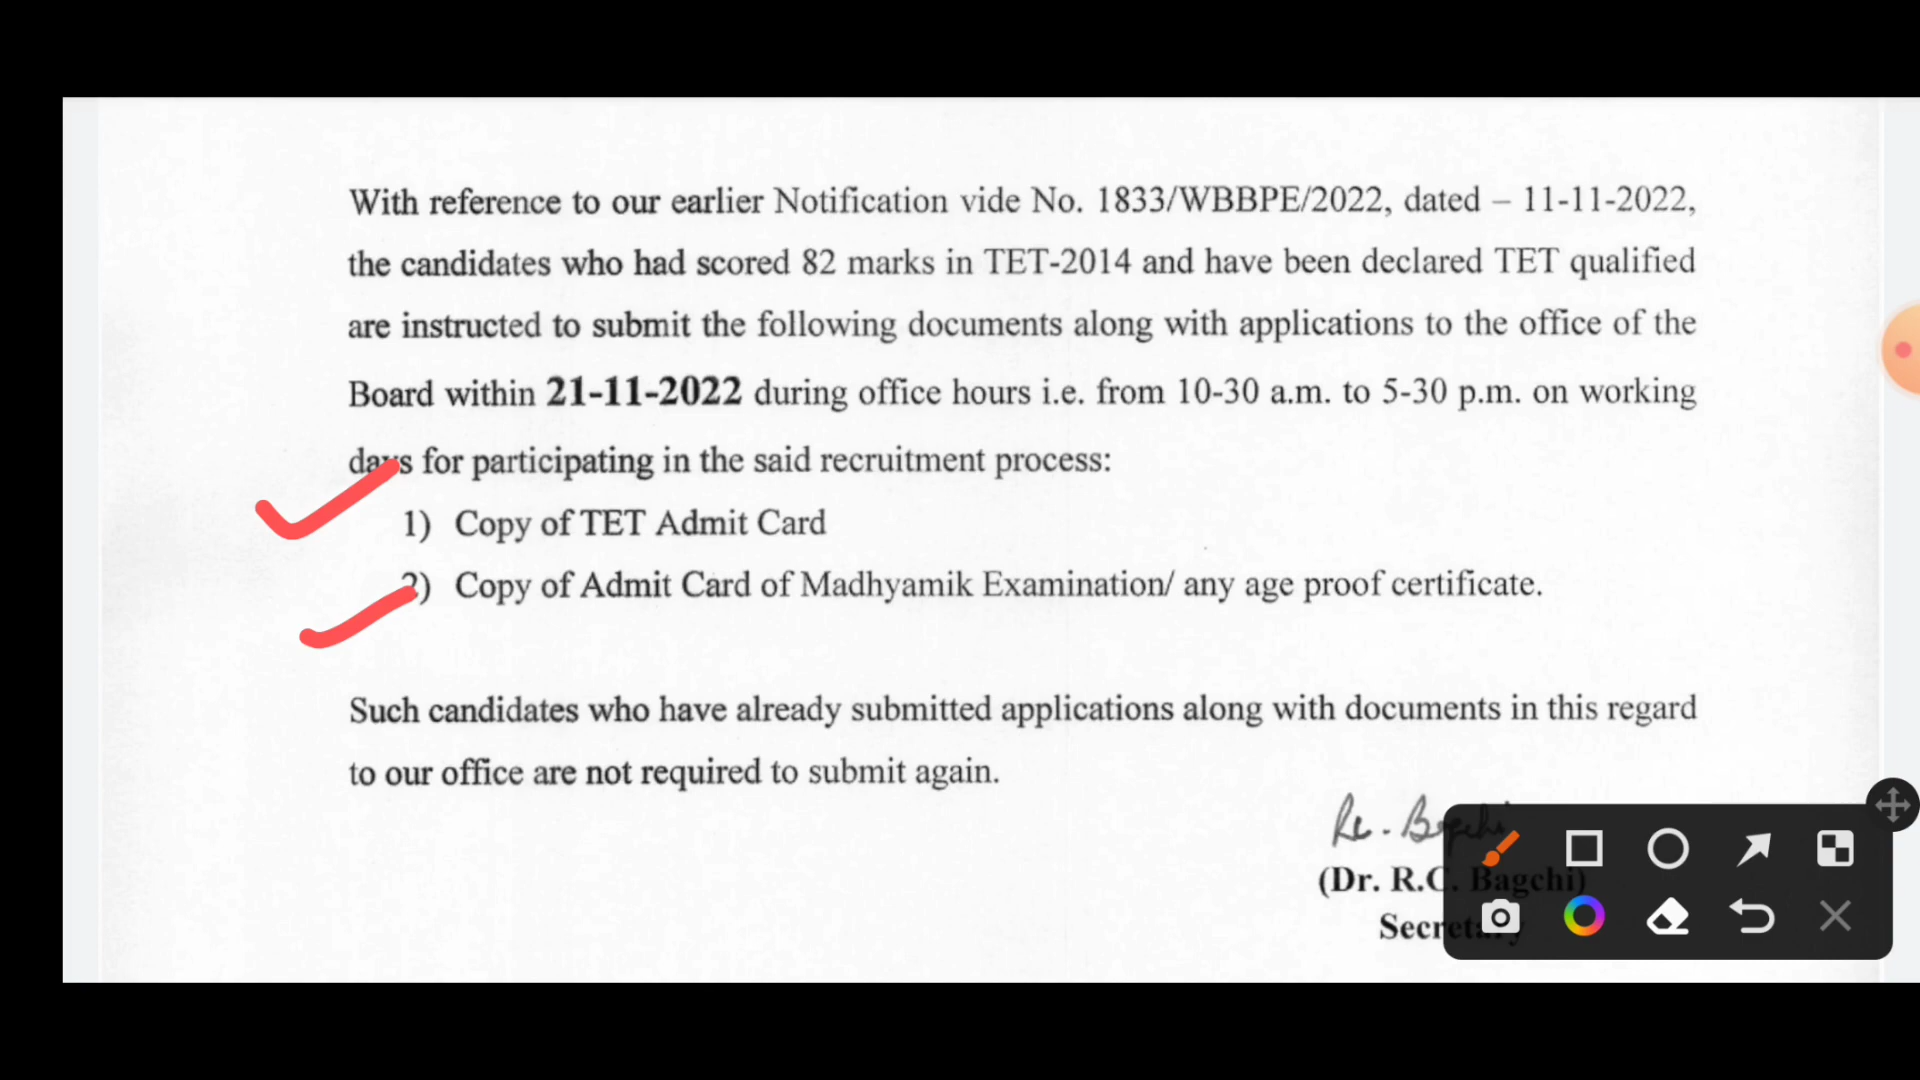 With reference to our earlier Notification vide No. 1833/WBBPE/2022, dated – 11-11-2022,
the candidates who had scored 82 marks in TET-2014 and have been declared TET qualified
are instructed to submit the following documents along with applications to the office of the
Board within 21-11-2022 during office hours i.e. from 10-30 a.m. to 5-30 p.m. on working
days for participating in the said recruitment process:
1) Copy of TET Admit Card
2) Copy of Admit Card of Madhyamik Examination/ any age proof certificate.
Such candidates who have already submitted applications along with documents in this regard
to our office are not required to submit again.
Rc. Bagchi
(Dr. R.C. Bagchi)
Secretary